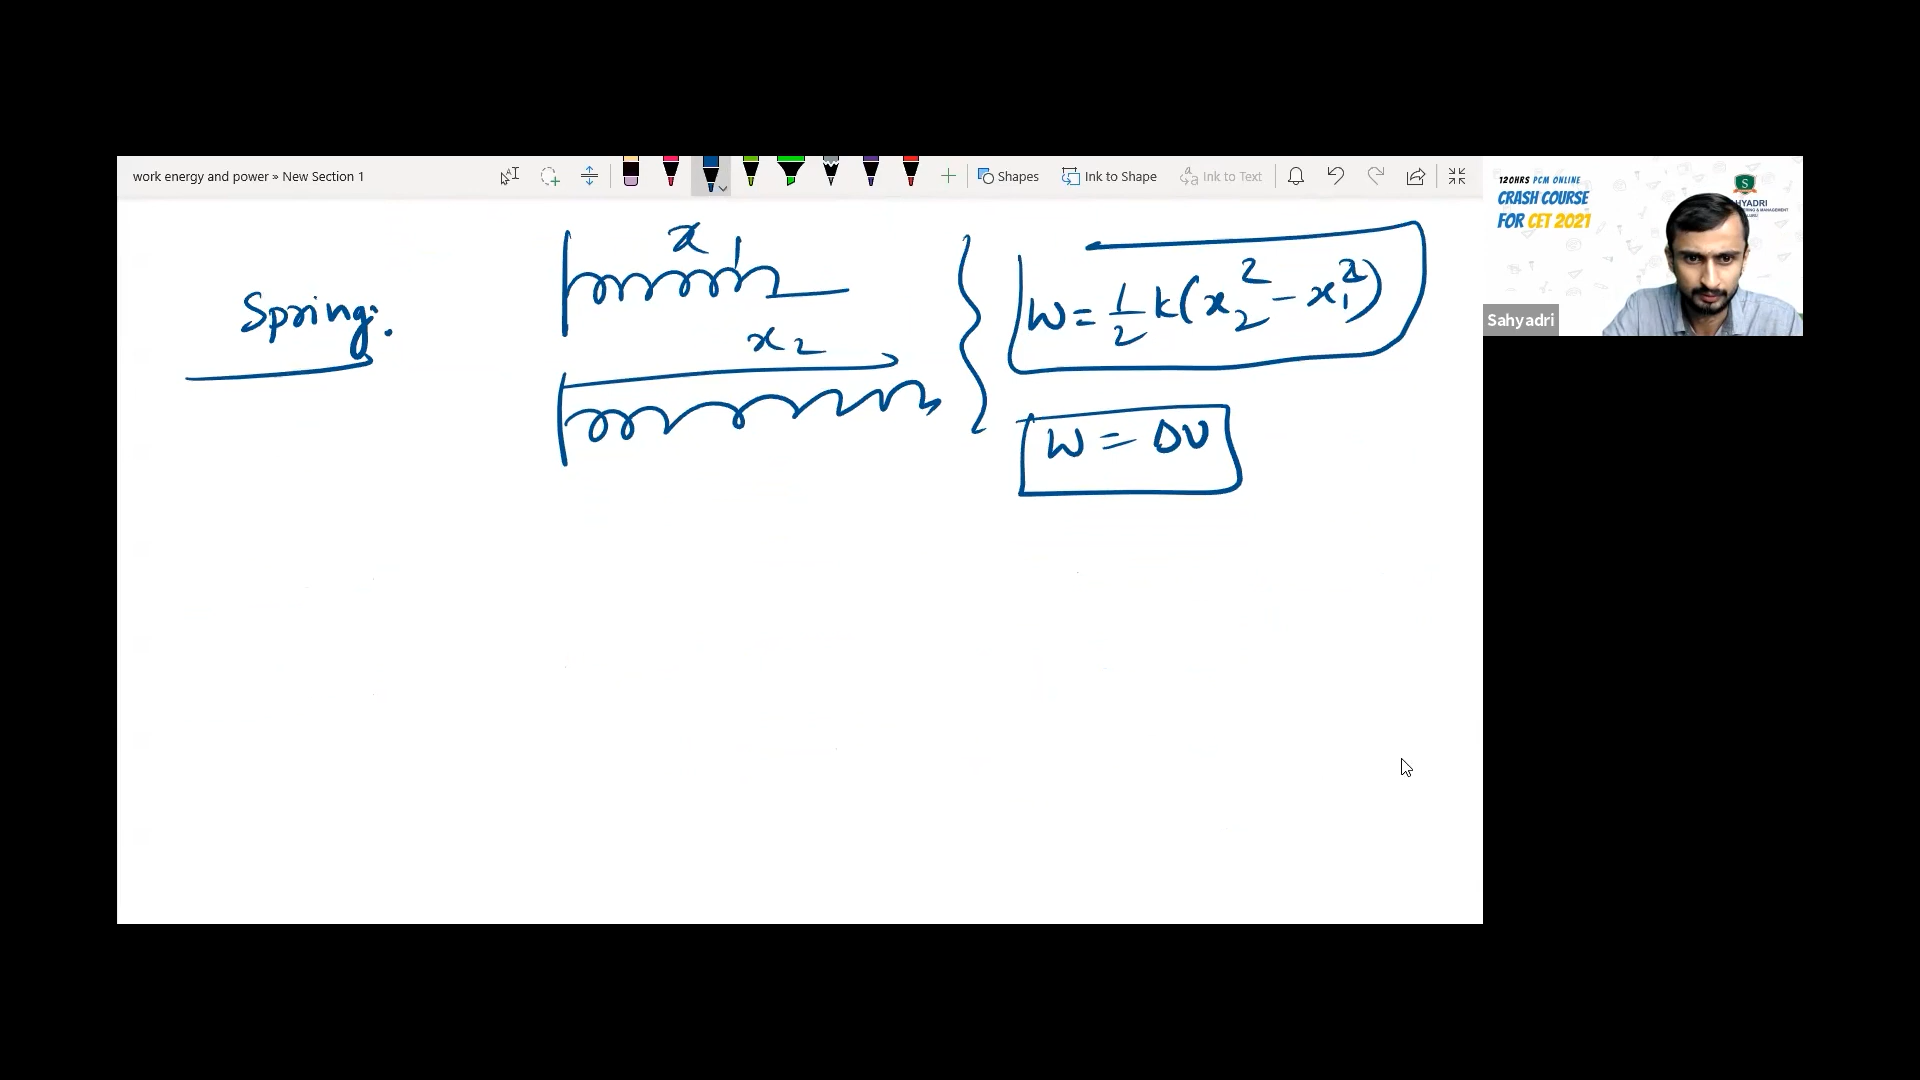 work energy and power » New Section 1
Shapes
Ink to Shape
Ink to Text
120HRS PCM ONLINE
CRASH COURSE
FOR CET 2021
S
HYADRI
Sahyadri
Spring:.
x1
x2
W = 1/2 k(x₂² - x₁²)
W = ΔU